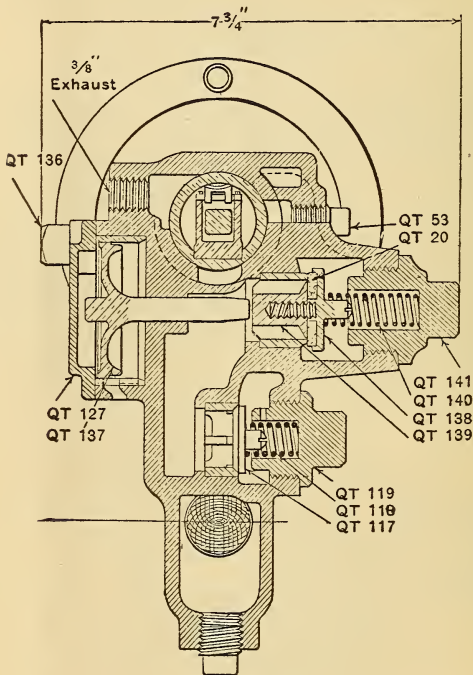 7-3/4"
3/8"
Exhaust
QT 136
QT 53
QT 20
QT 141
QT 140
QT 138
QT 139
QT 127
QT 137
QT 119
QT 118
QT 117